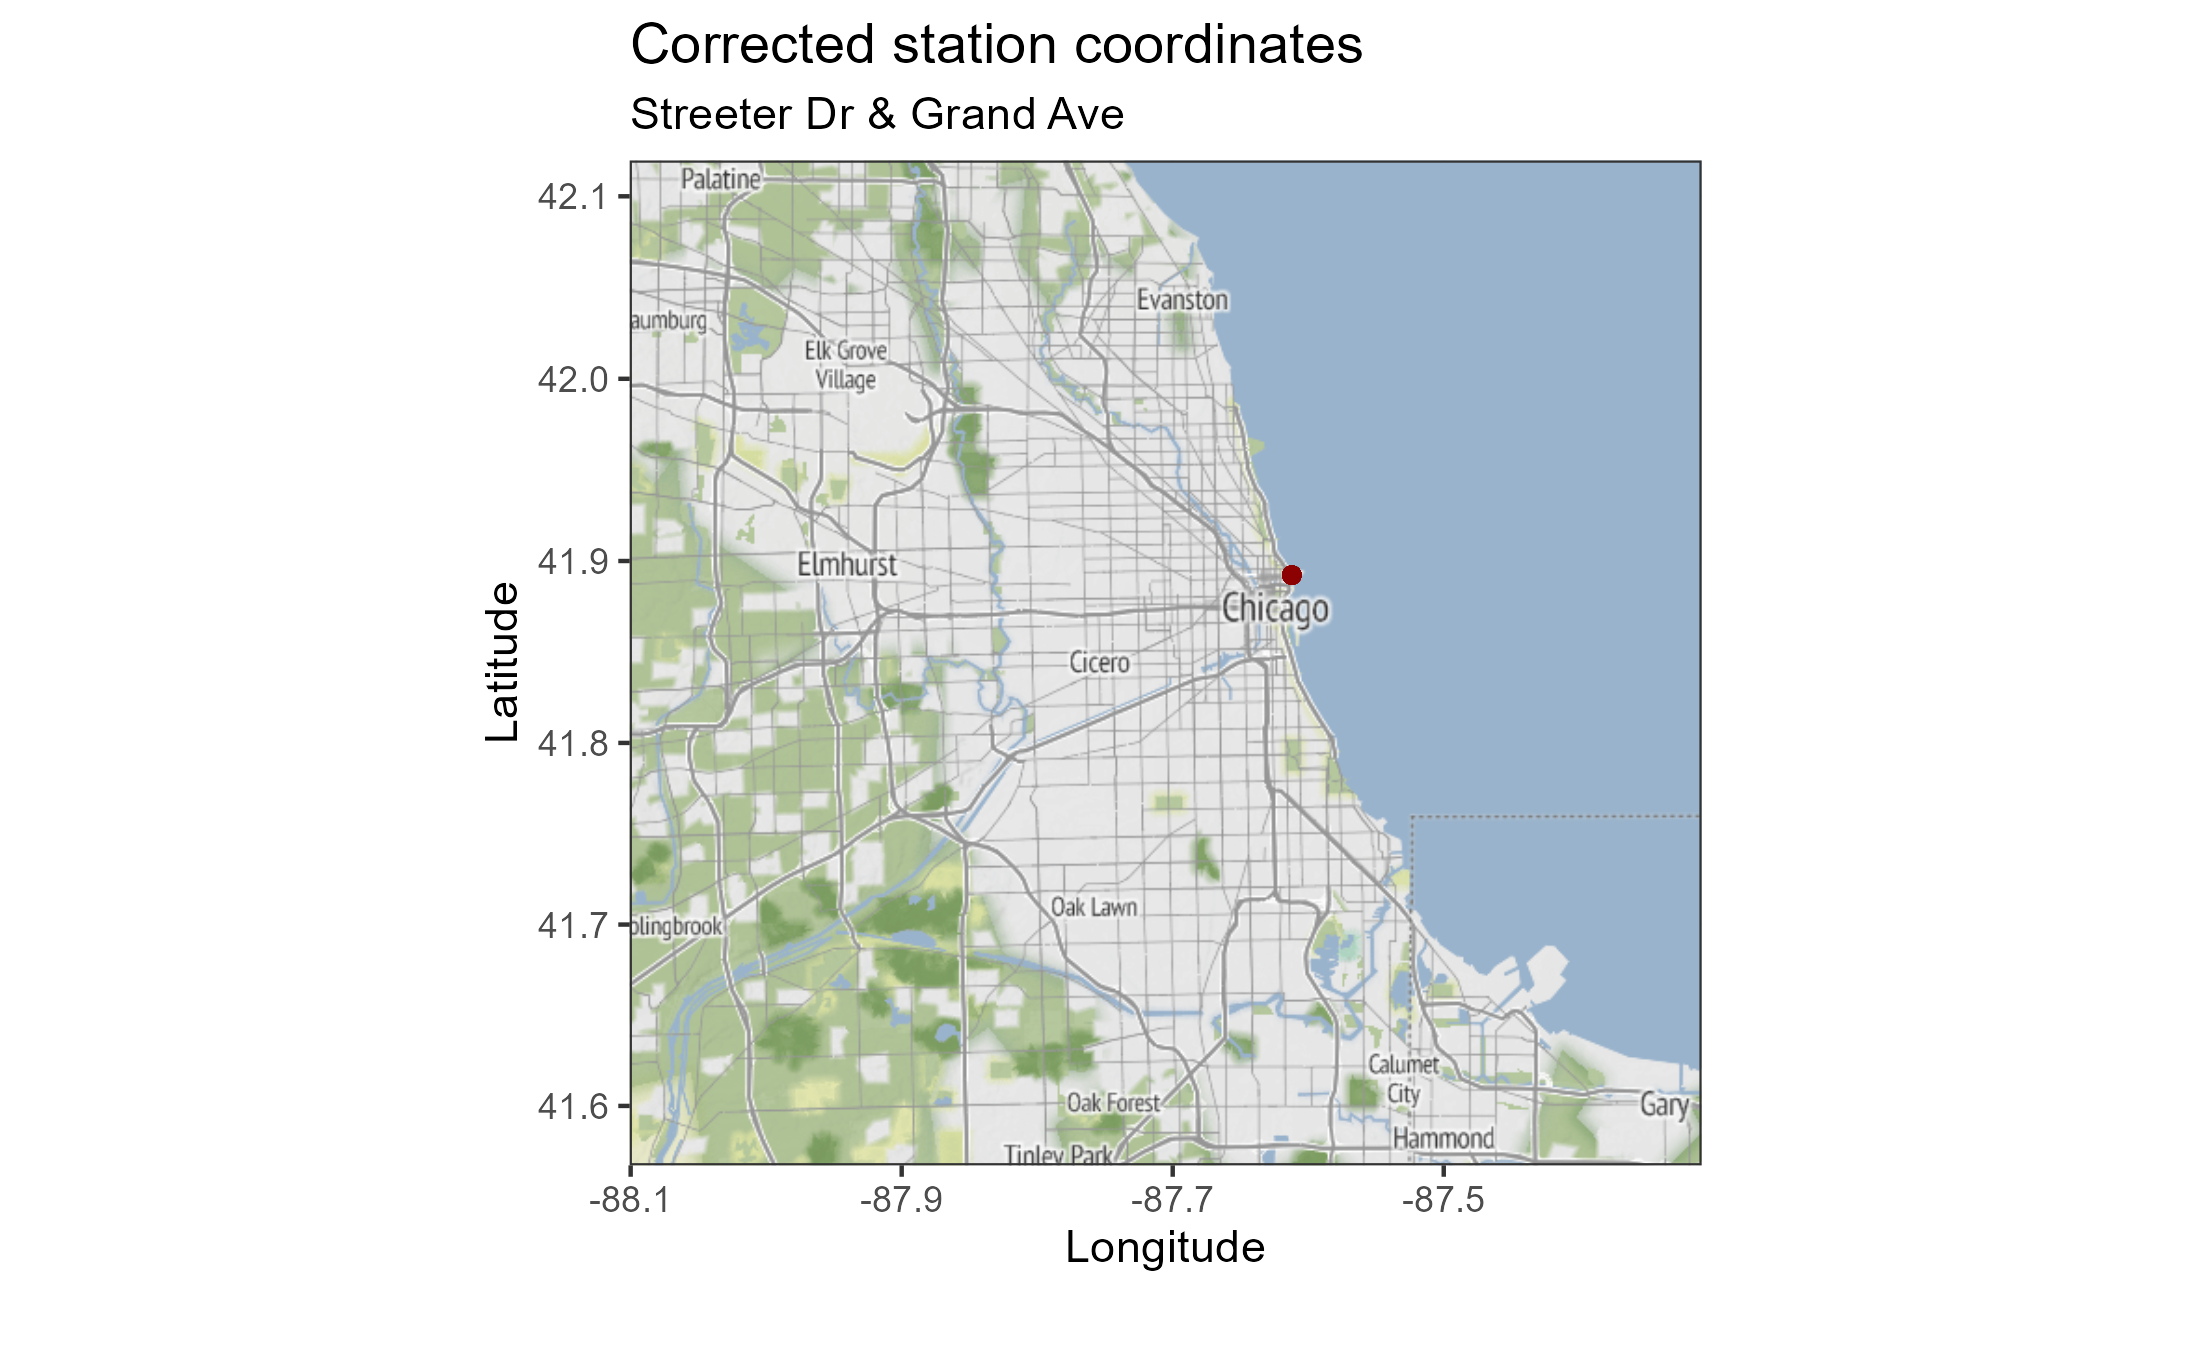 Corrected station coordinates
Streeter Dr & Grand Ave
Palatine
Evanston
aumburg
Elk Grove
Village
Elmhurst
Chicago
Cicero
Oak Lawn
olingbrook
Calumet
City
Oak Forest
Gary
Hammond
Tinley Park
42.1
42.0
41.9
41.8
41.7
41.6
Latitude
-88.1
-87.9
-87.7
-87.5
Longitude